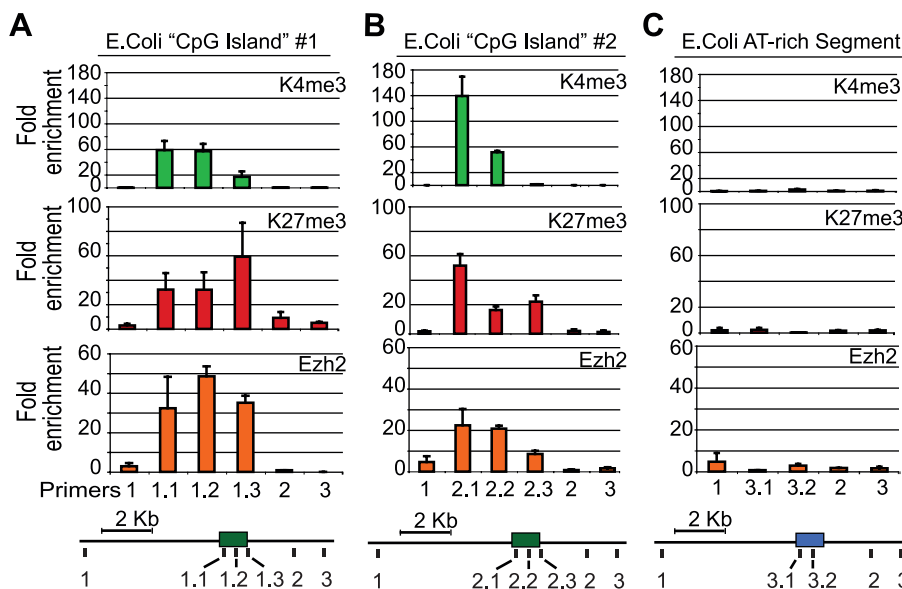 A
E.Coli “CpG Island” #1
K4me3
Fold enrichment
180
140
100
60
20
0
K27me3
Fold enrichment
100
60
20
0
Ezh2
Fold enrichment
60
40
20
0
Primers 1 1.1 1.2 1.3 2 3
2 Kb
1 1.1 1.2 1.3 2 3
B
E.Coli “CpG Island” #2
K4me3
180
140
100
60
20
0
K27me3
100
60
20
0
Ezh2
60
40
20
0
1 2.1 2.2 2.3 2 3
2 Kb
1 2.1 2.2 2.3 2 3
C
E.Coli AT-rich Segment
K4me3
180
140
100
60
20
0
K27me3
100
60
20
0
Ezh2
60
40
20
0
1 3.1 3.2 2 3
2 Kb
1 3.1 3.2 2 3